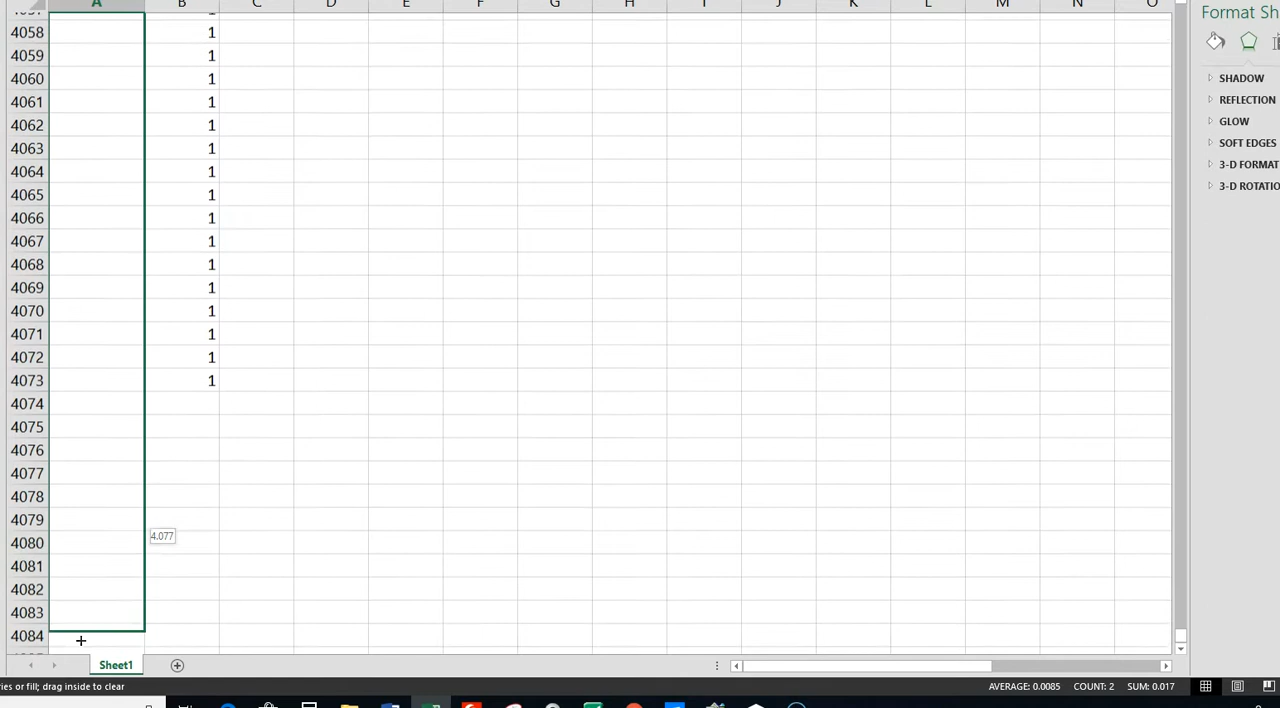 A B C D E F G H I J K L M N O
4058 1
4059 1
4060 1
4061 1
4062 1
4063 1
4064 1
4065 1
4066 1
4067 1
4068 1
4069 1
4070 1
4071 1
4072 1
4073 1
4074
4075
4076
4077
4078
4079
4080
4.077
4081
4082
4083
4084
Sheet1
ies or fill; drag inside to clear
AVERAGE: 0.0085 COUNT: 2 SUM: 0.017
Format Sh
SHADOW
REFLECTION
GLOW
SOFT EDGES
3-D FORMAT
3-D ROTATIO